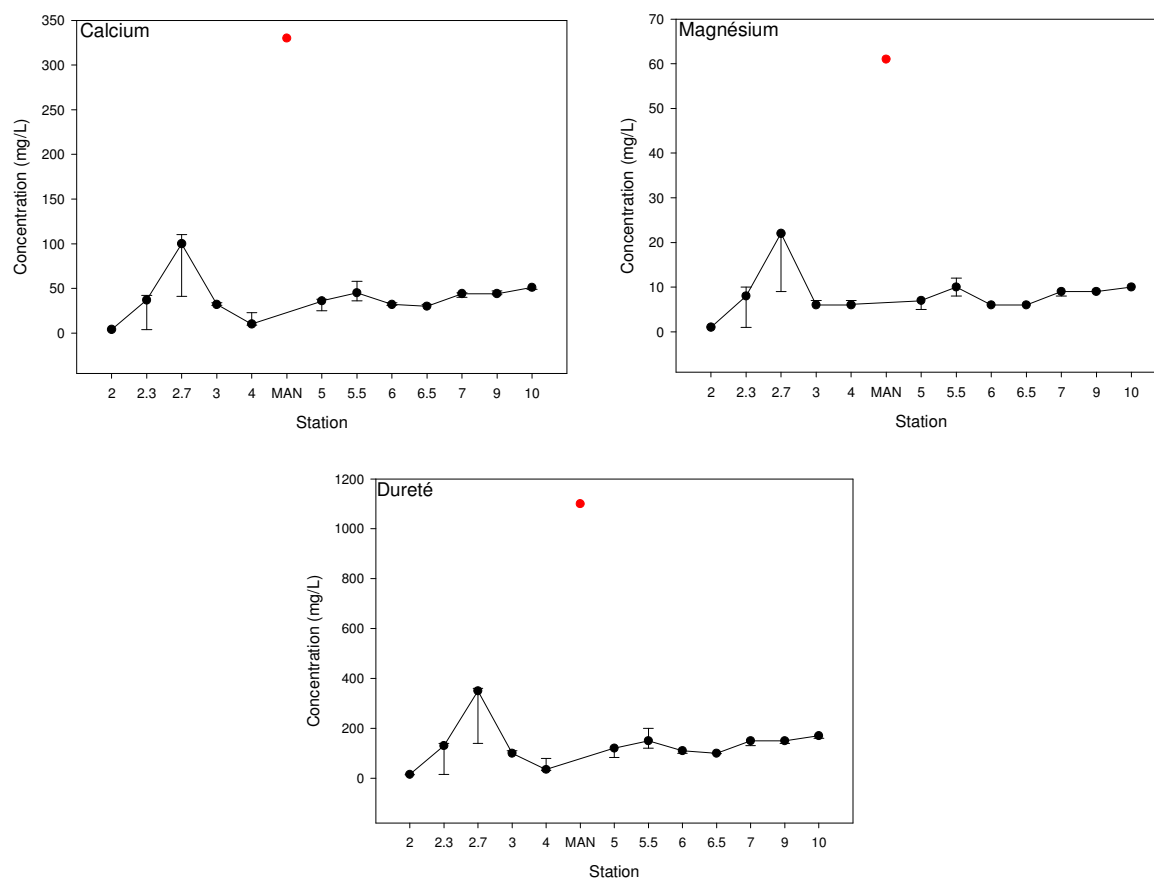 Calcium
Concentration (mg/L)
350
300
250
200
150
100
50
0
2 2.3 2.7 3 4 MAN 5 5.5 6 6.5 7 9 10
Station
Magnésium
Concentration (mg/L)
70
60
50
40
30
20
10
0
2 2.3 2.7 3 4 MAN 5 5.5 6 6.5 7 9 10
Station
Dureté
Concentration (mg/L)
1200
1000
800
600
400
200
0
2 2.3 2.7 3 4 MAN 5 5.5 6 6.5 7 9 10
Station